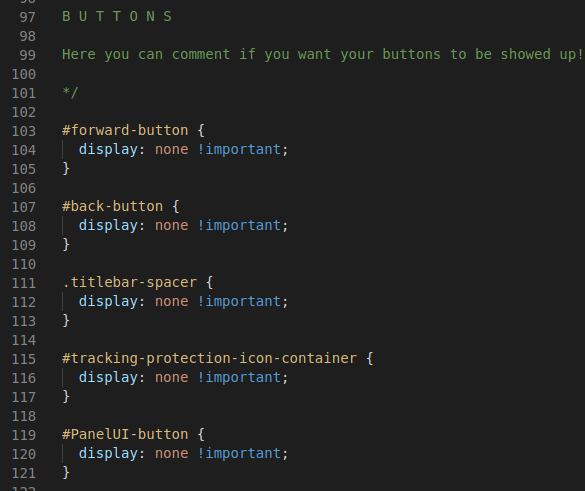 97 B U T T O N S
98
99 Here you can comment if you want your buttons to be showed up!
100
101 */
102
103 #forward-button {
104 display: none !important;
105 }
106
107 #back-button {
108 display: none !important;
109 }
110
111 .titlebar-spacer {
112 display: none !important;
113 }
114
115 #tracking-protection-icon-container {
116 display: none !important;
117 }
118
119 #PanelUI-button {
120 display: none !important;
121 }